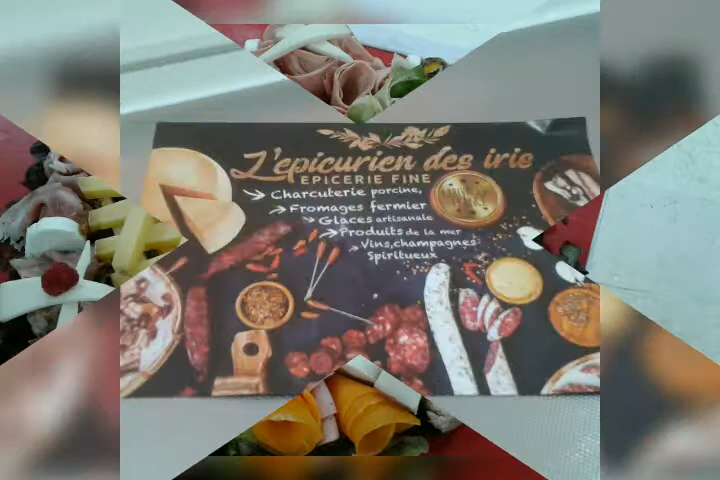 L'epicurien des iris
EPICERIE FINE
Charcuterie porcine,
Fromages fermier
Glaces artisanale
Produits de la mer
Vins,champagnes
Spiritueux